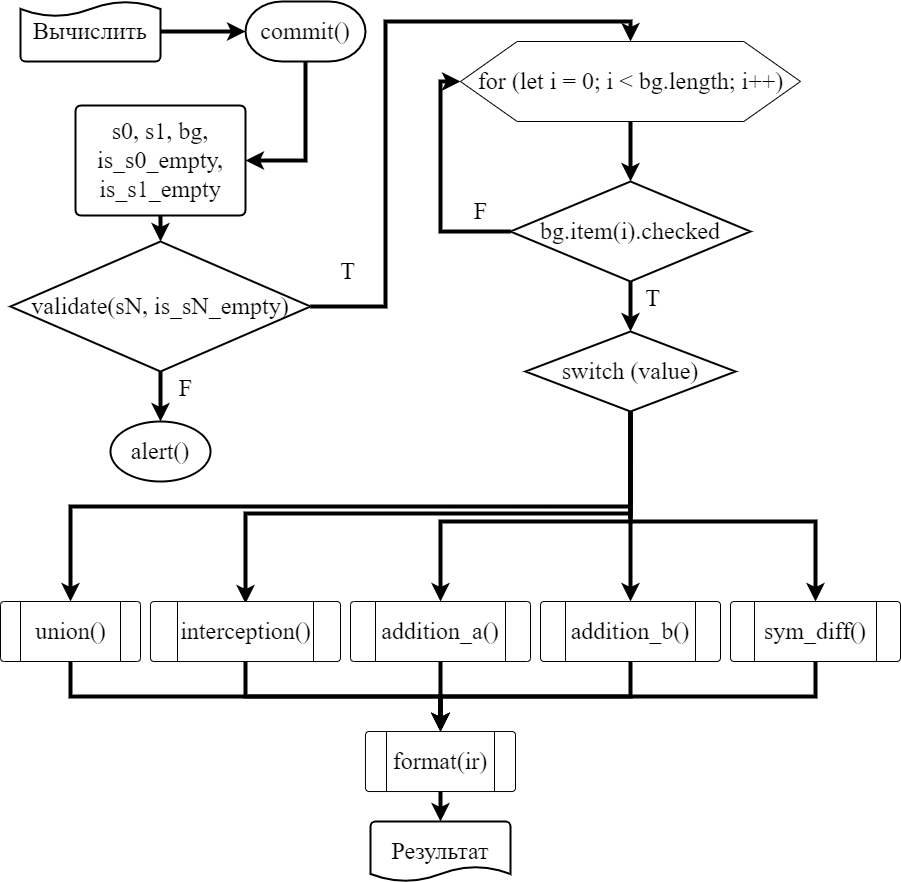 Вычислить
commit()
s0, s1, bg,
is_s0_empty,
is_s1_empty
validate(sN, is_sN_empty)
T
F
alert()
for (let i = 0; i < bg.length; i++)
F
bg.item(i).checked
T
switch (value)
union()
interception()
addition_a()
addition_b()
sym_diff()
format(ir)
Результат